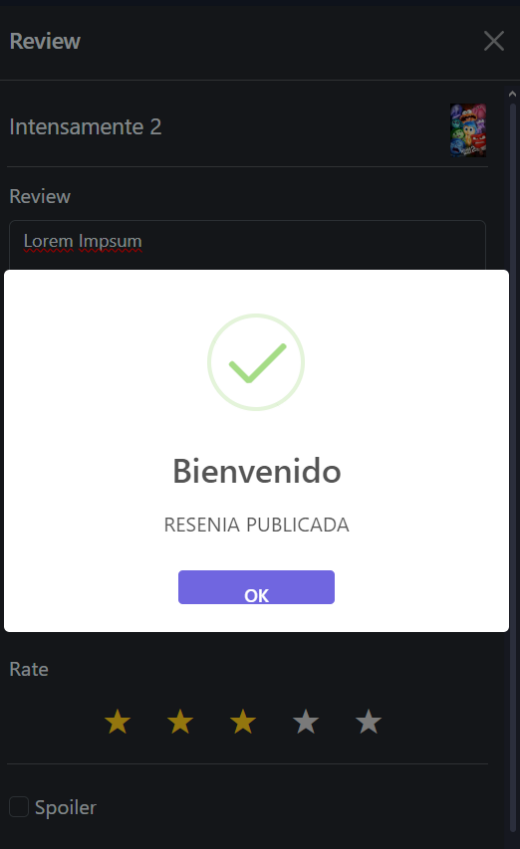 Review
Intensamente 2
Review
Lorem Impsum
Bienvenido
RESENIA PUBLICADA
OK
Rate
Spoiler